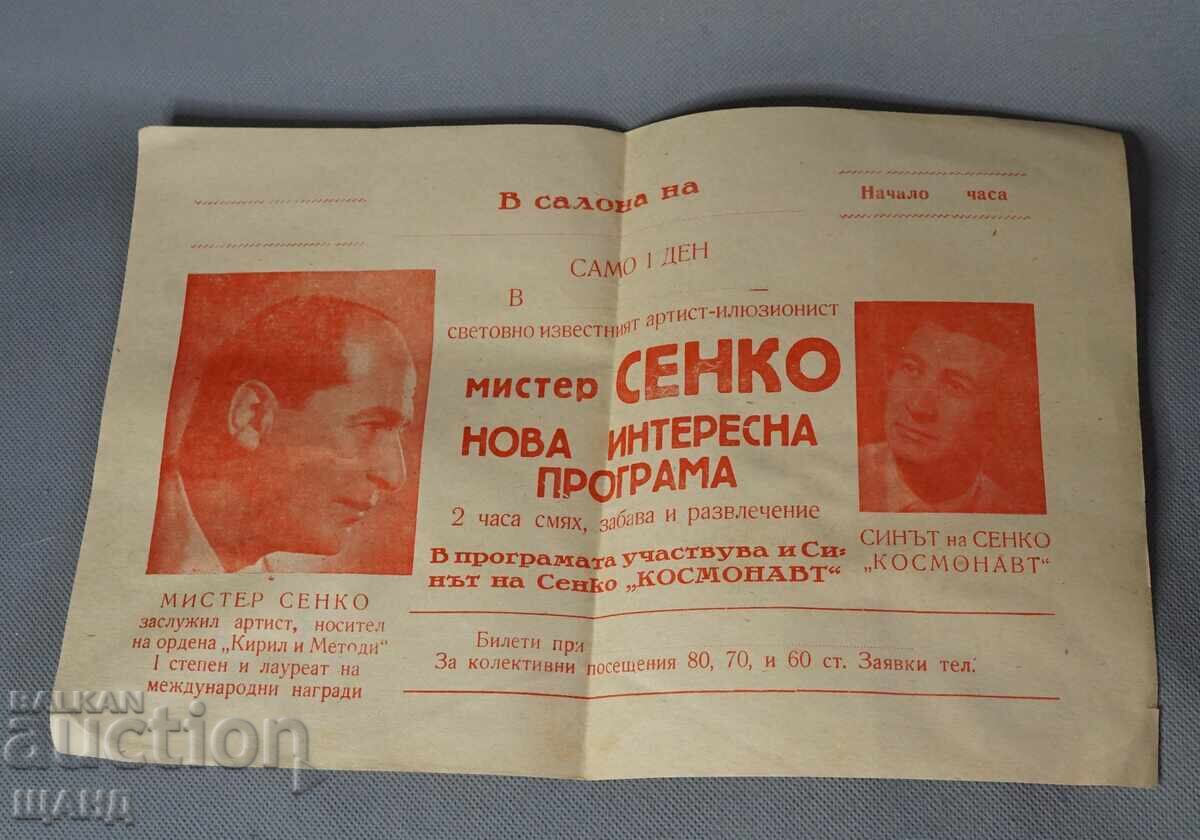 В салона на
Начало часа
САМО 1 ДЕН
В
световно известният артист-илюзионист
мистер СЕНКО
НОВА ИНТЕРЕСНА
ПРОГРАМА
2 часа смях, забава и развлечение
В програмата участвува и Си-
нът на Сенко „КОСМОНАВТ“
МИСТЕР СЕНКО
заслужил артист, носител
на ордена „Кирил и Методи“
I степен и лауреат на
международни награди
СИНЪТ на СЕНКО
„КОСМОНАВТ“
Билети при
За колективни посещения 80, 70, и 60 ст. Заявки тел.
BALKAN
auction
ЩАНД